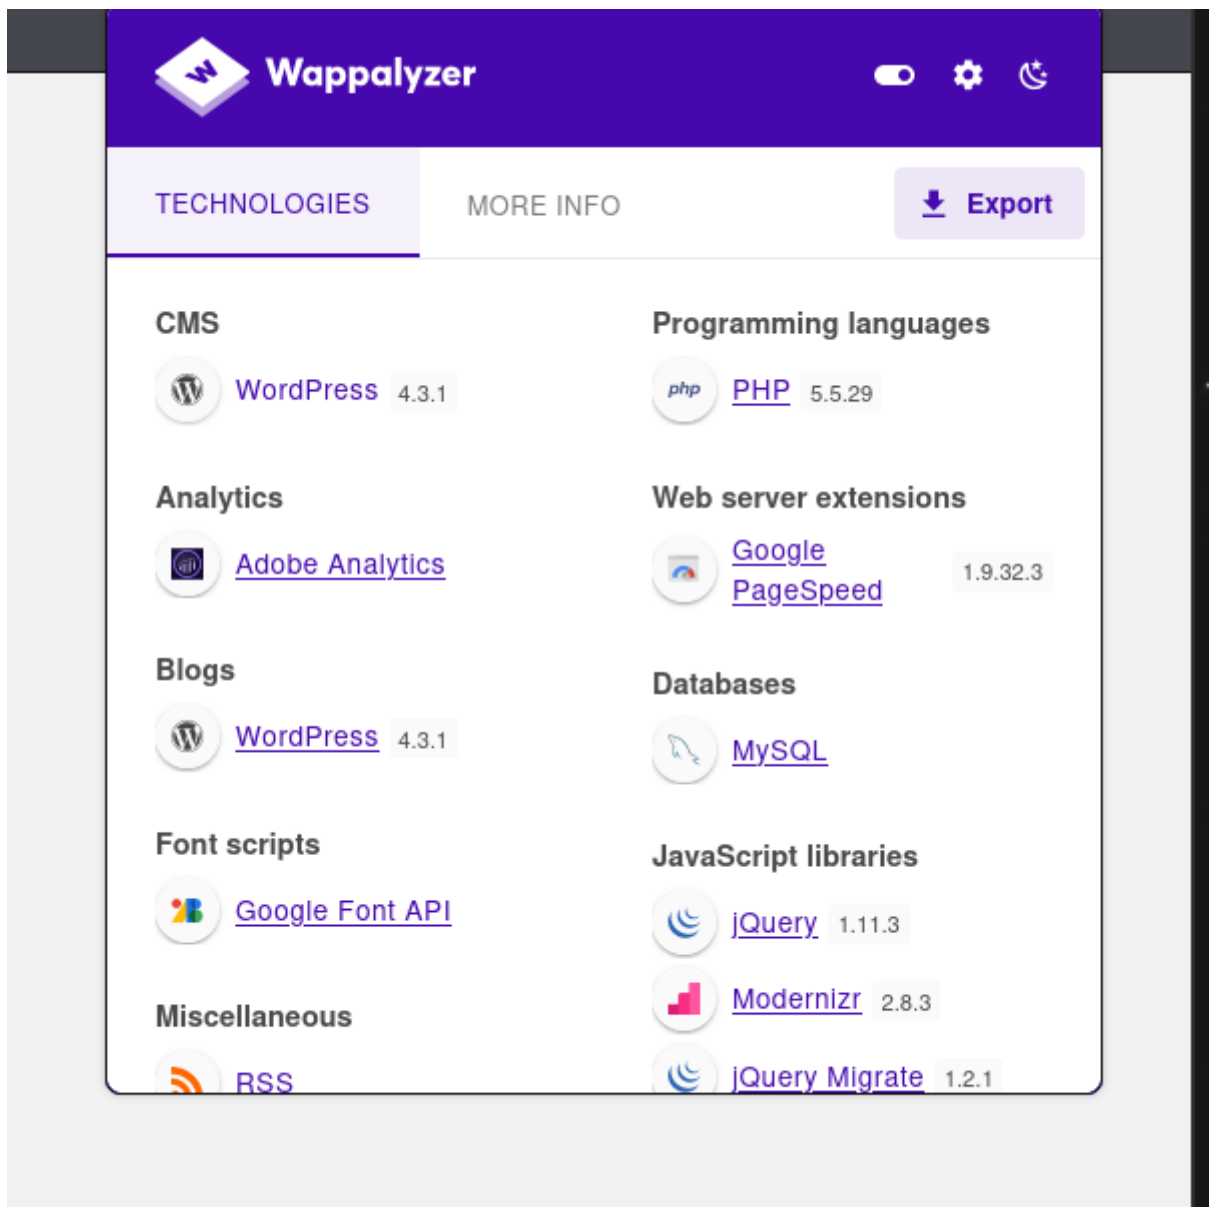 Wappalyzer
TECHNOLOGIES
MORE INFO
Export
CMS
WordPress 4.3.1
Analytics
Adobe Analytics
Blogs
WordPress 4.3.1
Font scripts
Google Font API
Miscellaneous
RSS
Programming languages
php PHP 5.5.29
Web server extensions
Google
PageSpeed 1.9.32.3
Databases
MySQL
JavaScript libraries
jQuery 1.11.3
Modernizr 2.8.3
jQuery Migrate 1.2.1